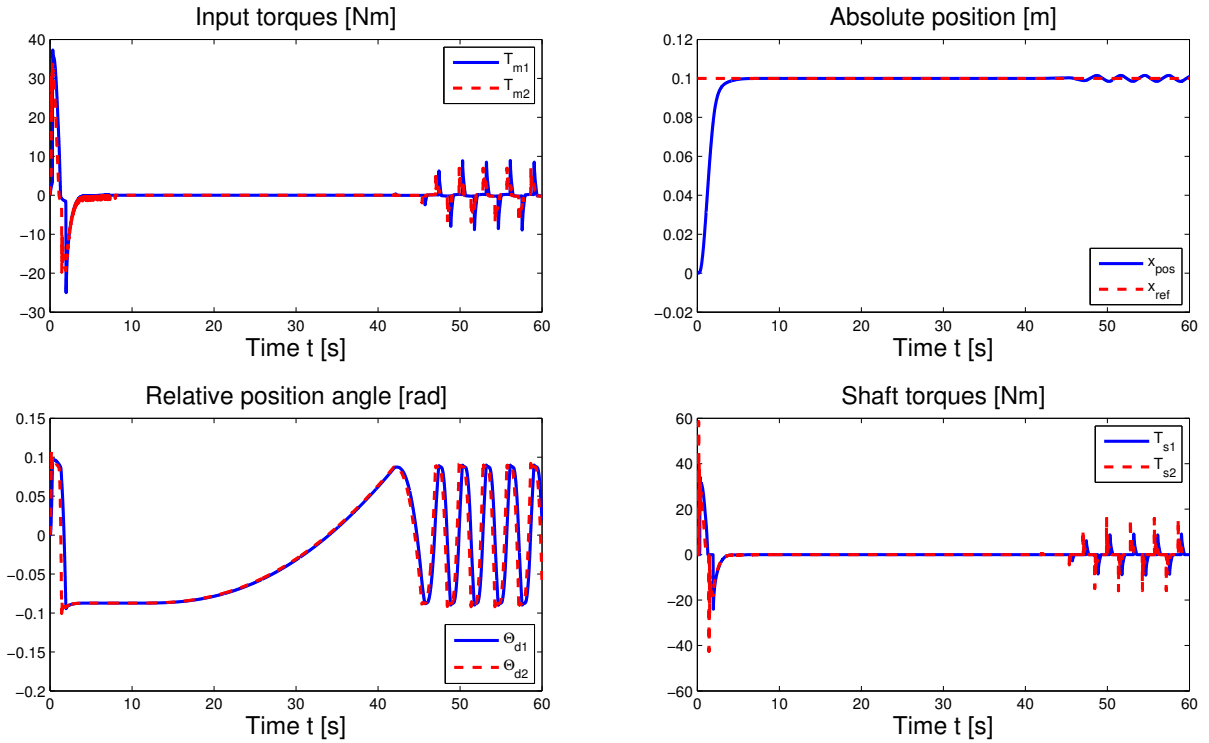 Input torques [Nm]
40
30
20
10
0
−10
−20
−30
0 10 20 30 40 50 60
Time t [s]
T_m1
T_m2
Absolute position [m]
0.12
0.1
0.08
0.06
0.04
0.02
0
−0.02
0 10 20 30 40 50 60
Time t [s]
x_pos
x_ref
Relative position angle [rad]
0.15
0.1
0.05
0
−0.05
−0.1
−0.15
−0.2
0 10 20 30 40 50 60
Time t [s]
Θ_d1
Θ_d2
Shaft torques [Nm]
60
40
20
0
−20
−40
−60
0 10 20 30 40 50 60
Time t [s]
T_s1
T_s2